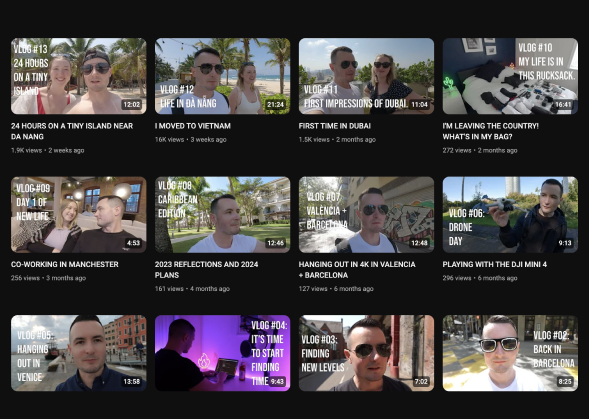 VLOG #13
24 HOURS
ON A TINY
ISLAND
12:02
VLOG #12
LIFE IN ĐÀ NẴNG
21:24
VLOG #11
FIRST IMPRESSIONS OF DUBAI.
11:04
VLOG #10
MY LIFE IS IN
THIS RUCKSACK.
16:41
24 HOURS ON A TINY ISLAND NEAR
DA NANG
1.9K views • 2 weeks ago
I MOVED TO VIETNAM
16K views • 3 weeks ago
FIRST TIME IN DUBAI
1.5K views • 2 months ago
I'M LEAVING THE COUNTRY!
WHAT'S IN MY BAG?
272 views • 2 months ago
VLOG #09
DAY 1 OF
NEW LIFE
4:53
VLOG #08
CARIBBEAN
EDITION
12:46
VLOG #07
VALENCIA +
BARCELONA
12:48
VLOG #06:
DRONE
DAY
9:13
CO-WORKING IN MANCHESTER
256 views • 3 months ago
2023 REFLECTIONS AND 2024
PLANS
161 views • 4 months ago
HANGING OUT IN 4K IN VALENCIA
+ BARCELONA
127 views • 6 months ago
PLAYING WITH THE DJI MINI 4
296 views • 6 months ago
VLOG #05:
HANGING
OUT IN
VENICE
13:58
VLOG #04:
IT'S TIME
TO START
FINDING
TIME
9:43
VLOG #03:
FINDING
NEW LEVELS
7:02
VLOG #02:
BACK IN
BARCELONA
8:25